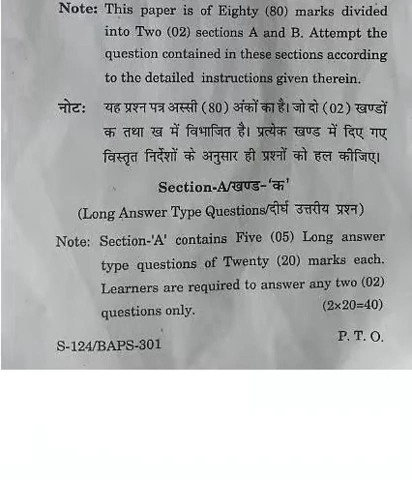 Note: This paper is of Eighty (80) marks divided
into Two (02) sections A and B. Attempt the
question contained in these sections according
to the detailed instructions given therein.
नोट: यह प्रश्न पत्र अस्सी (80) अंकों का है। जो दो (02) खण्डों
क तथा ख में विभाजित है। प्रत्येक खण्ड में दिए गए
विस्तृत निर्देशों के अनुसार ही प्रश्नों को हल कीजिए।
Section-A/खण्ड-'क'
(Long Answer Type Questions/दीर्घ उत्तरीय प्रश्न)
Note: Section-'A' contains Five (05) Long answer
type questions of Twenty (20) marks each.
Learners are required to answer any two (02)
questions only. (2×20=40)
P. T. O.
S-124/BAPS-301